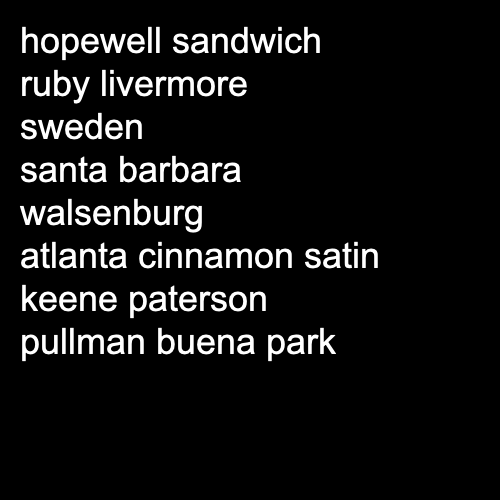 hopewell sandwich
ruby livermore
sweden
santa barbara
walsenburg
atlanta cinnamon satin
keene paterson
pullman buena park